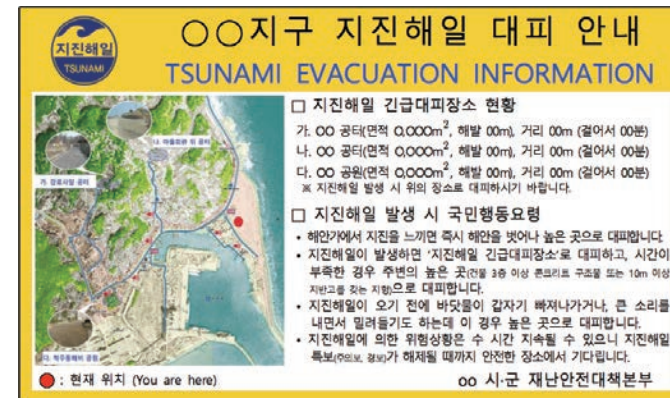 지진해일
TSUNAMI
○○지구 지진해일 대피 안내
TSUNAMI EVACUATION INFORMATION
나. 마을회관 뒤 공터
□ 지진해일 긴급대피장소 현황
가. OO 공터(면적 O,OOOm², 해발 00m), 거리 00m (걸어서 00분)
나. OO 공터(면적 O,OOOm², 해발 00m), 거리 00m (걸어서 00분)
다. OO 공원(면적 O,OOOm², 해발 00m), 거리 00m (걸어서 00분)
※ 지진해일 발생 시 위의 장소로 대피하시기 바랍니다.
□ 지진해일 발생 시 국민행동요령
• 해안가에서 지진을 느끼면 즉시 해안을 벗어나 높은 곳으로 대피합니다.
• 지진해일이 발생하면 '지진해일 긴급대피장소'로 대피하고, 시간이
부족한 경우 주변의 높은 곳(건물 3층 이상 콘크리트 구조물 또는 10m 이상
지반고를 갖는 지형)으로 대피합니다.
• 지진해일이 오기 전에 바닷물이 갑자기 빠져나가거나, 큰 소리를
내면서 밀려들기도 하는데 이 경우 높은 곳으로 대피합니다.
• 지진해일에 의한 위험상황은 수 시간 지속될 수 있으니 지진해일
특보(주의보, 경보)가 해제될 때까지 안전한 장소에서 기다립니다.
: 현재 위치 (You are here)
oo 시·군 재난안전대책본부